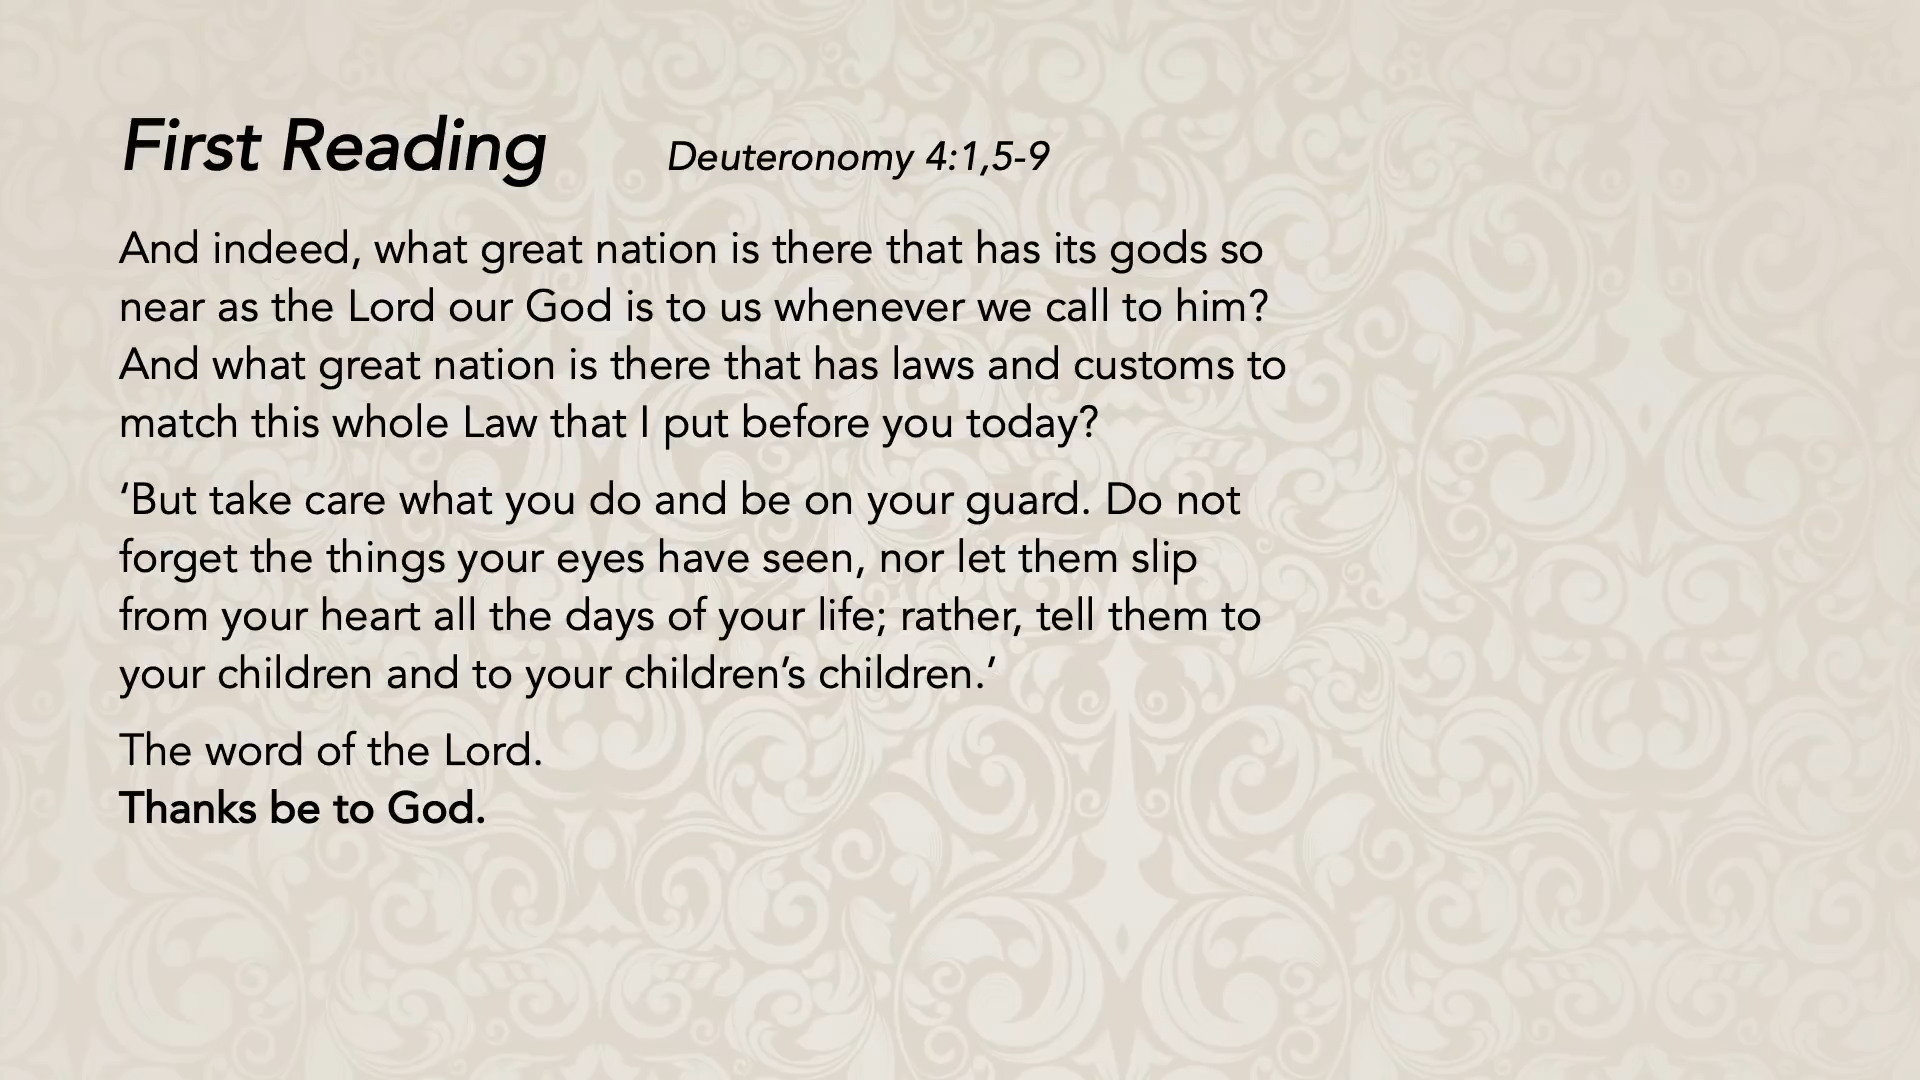 First Reading Deuteronomy 4:1,5-9
And indeed, what great nation is there that has its gods so
near as the Lord our God is to us whenever we call to him?
And what great nation is there that has laws and customs to
match this whole Law that I put before you today?
‘But take care what you do and be on your guard. Do not
forget the things your eyes have seen, nor let them slip
from your heart all the days of your life; rather, tell them to
your children and to your children’s children.’
The word of the Lord.
Thanks be to God.